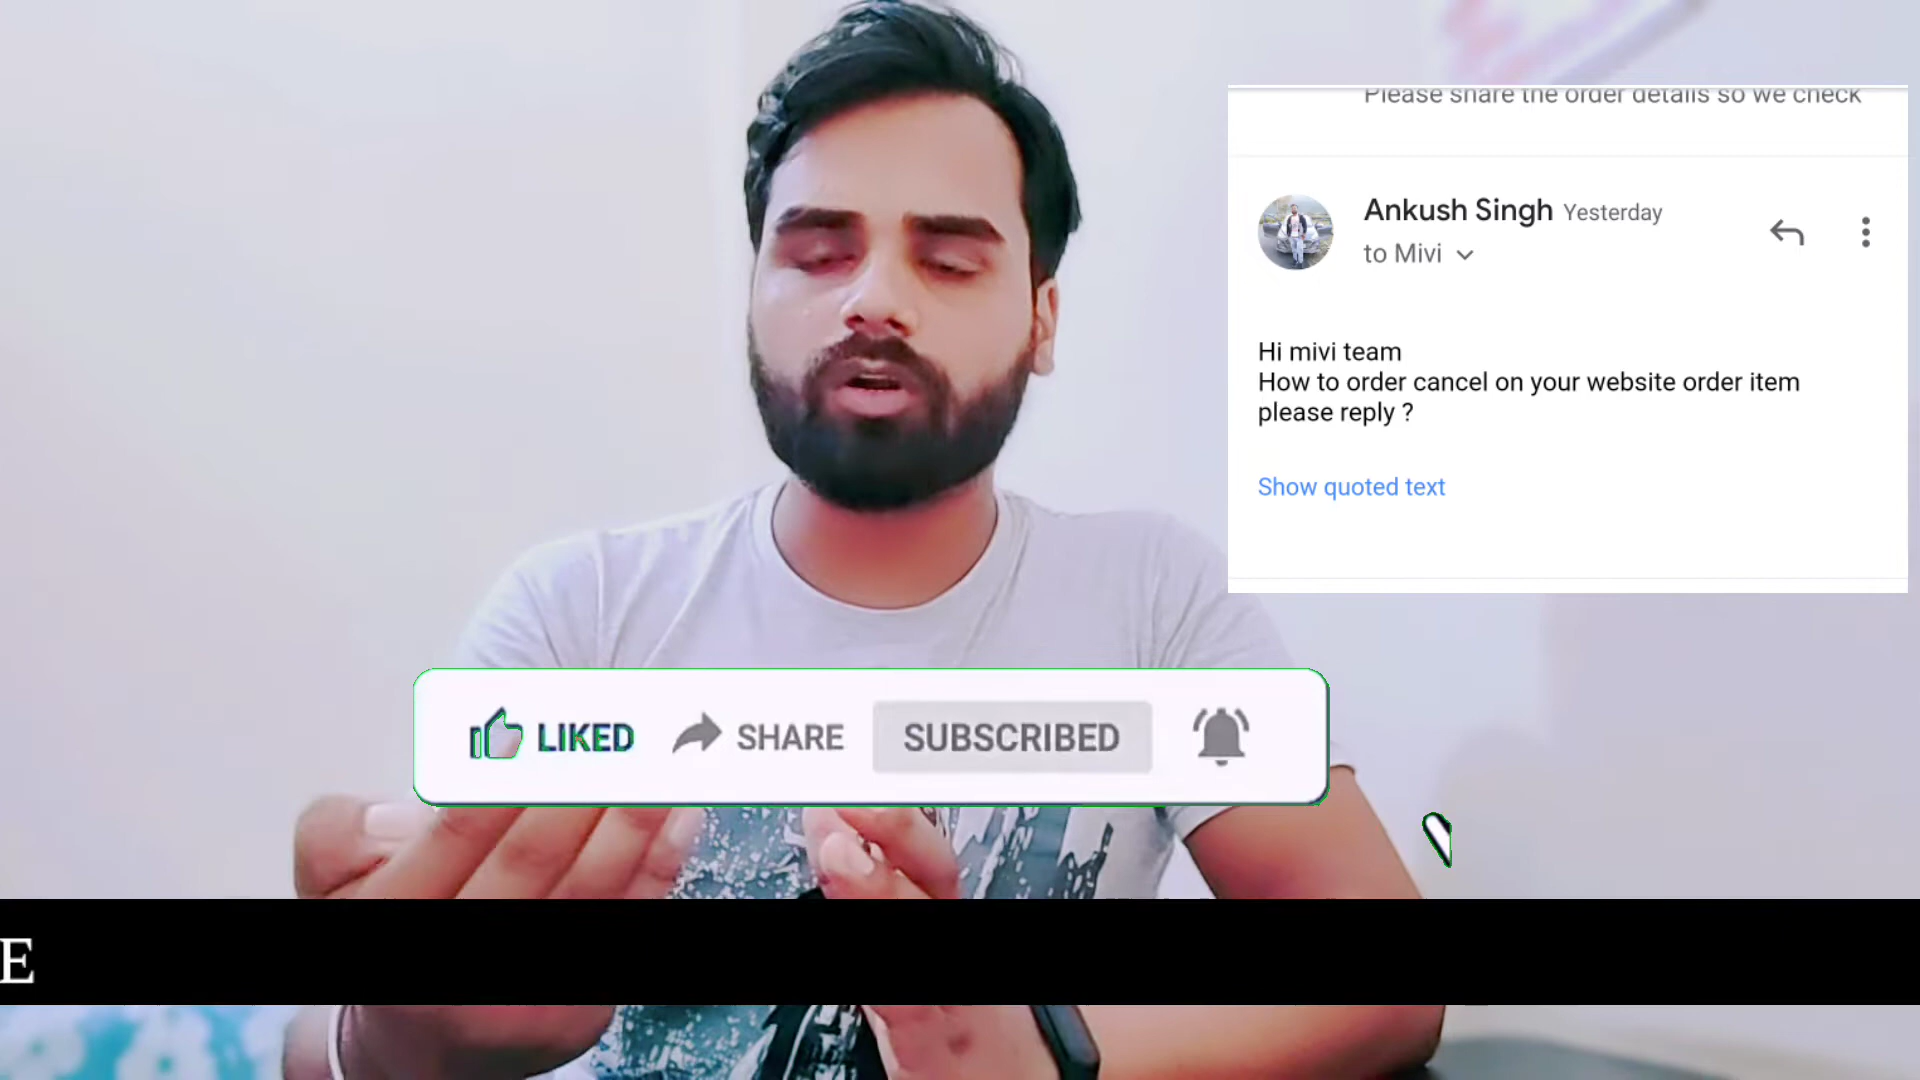 Please share the order details so we check
Ankush Singh Yesterday
to Mivi
Hi mivi team
How to order cancel on your website order item
please reply ?
Show quoted text
LIKED SHARE SUBSCRIBED
E